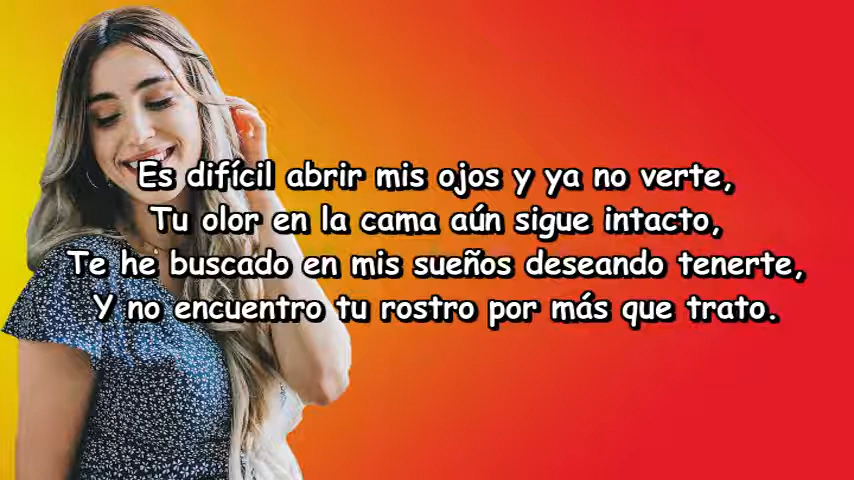 Es difícil abrir mis ojos y ya no verte,
Tu olor en la cama aún sigue intacto,
Te he buscado en mis sueños deseando tenerte,
Y no encuentro tu rostro por más que trato.